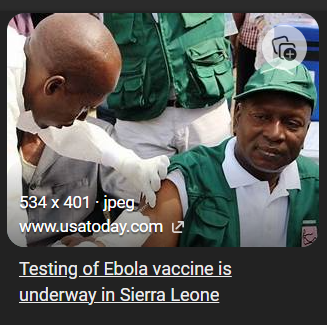 534 x 401 · jpeg
www.usatoday.com
Testing of Ebola vaccine is
underway in Sierra Leone